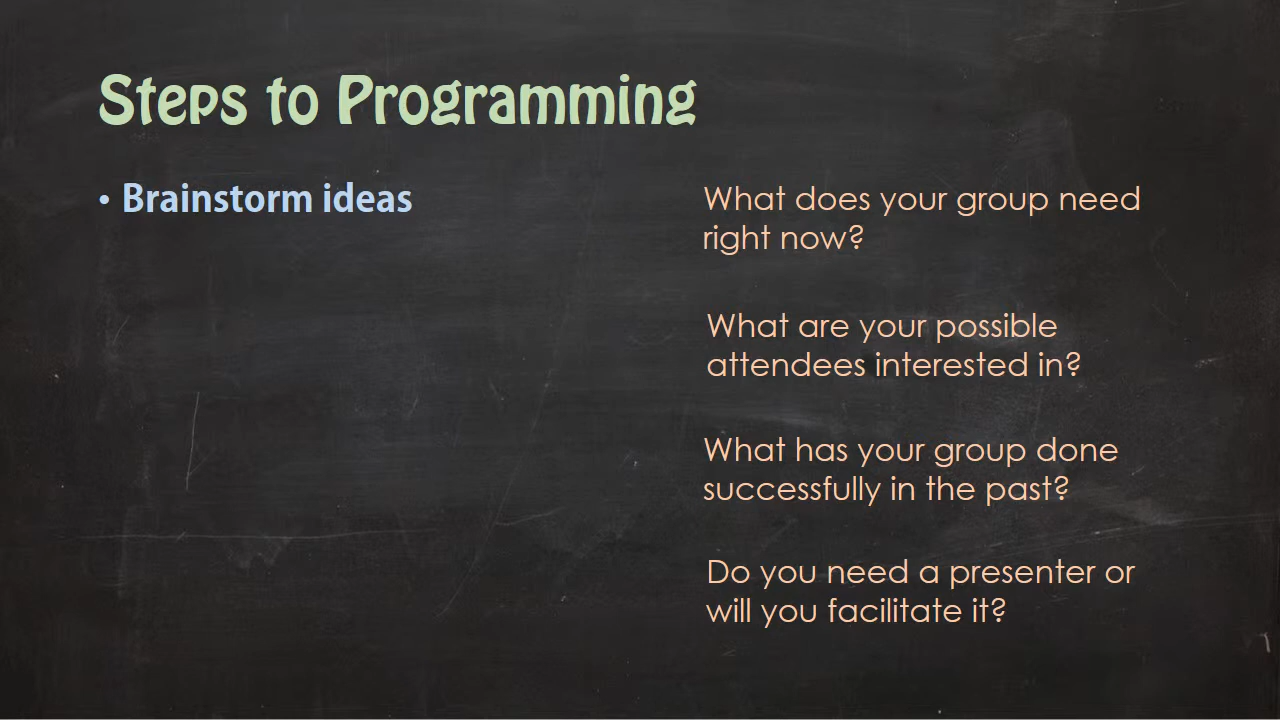 Steps to Programming
• Brainstorm ideas
What does your group need
right now?
What are your possible
attendees interested in?
What has your group done
successfully in the past?
Do you need a presenter or
will you facilitate it?